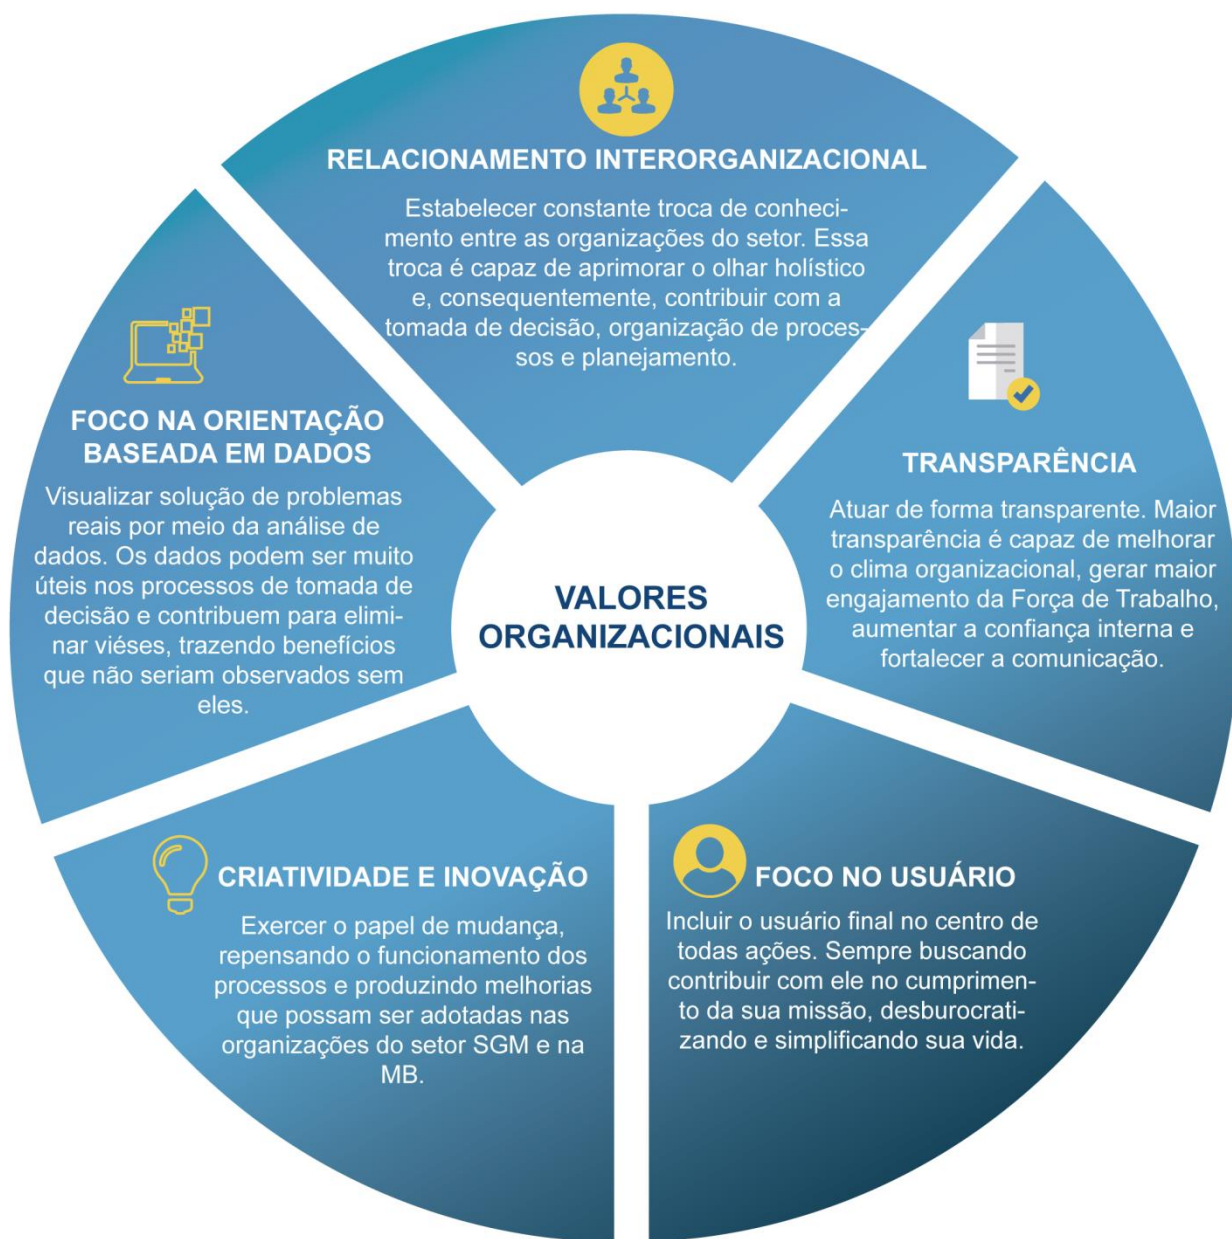 RELACIONAMENTO INTERORGANIZACIONAL
Estabelecer constante troca de conheci-
mento entre as organizações do setor. Essa
troca é capaz de aprimorar o olhar holístico
e, consequentemente, contribuir com a
tomada de decisão, organização de proces-
sos e planejamento.
FOCO NA ORIENTAÇÃO
BASEADA EM DADOS
Visualizar solução de problemas
reais por meio da análise de
dados. Os dados podem ser muito
úteis nos processos de tomada de
decisão e contribuem para elimi-
nar viéses, trazendo benefícios
que não seriam observados sem
eles.
TRANSPARÊNCIA
Atuar de forma transparente. Maior
transparência é capaz de melhorar
o clima organizacional, gerar maior
engajamento da Força de Trabalho,
aumentar a confiança interna e
fortalecer a comunicação.
VALORES
ORGANIZACIONAIS
CRIATIVIDADE E INOVAÇÃO
Exercer o papel de mudança,
repensando o funcionamento dos
processos e produzindo melhorias
que possam ser adotadas nas
organizações do setor SGM e na
MB.
FOCO NO USUÁRIO
Incluir o usuário final no centro de
todas ações. Sempre buscando
contribuir com ele no cumprimen-
to da sua missão, desburocrati-
zando e simplificando sua vida.